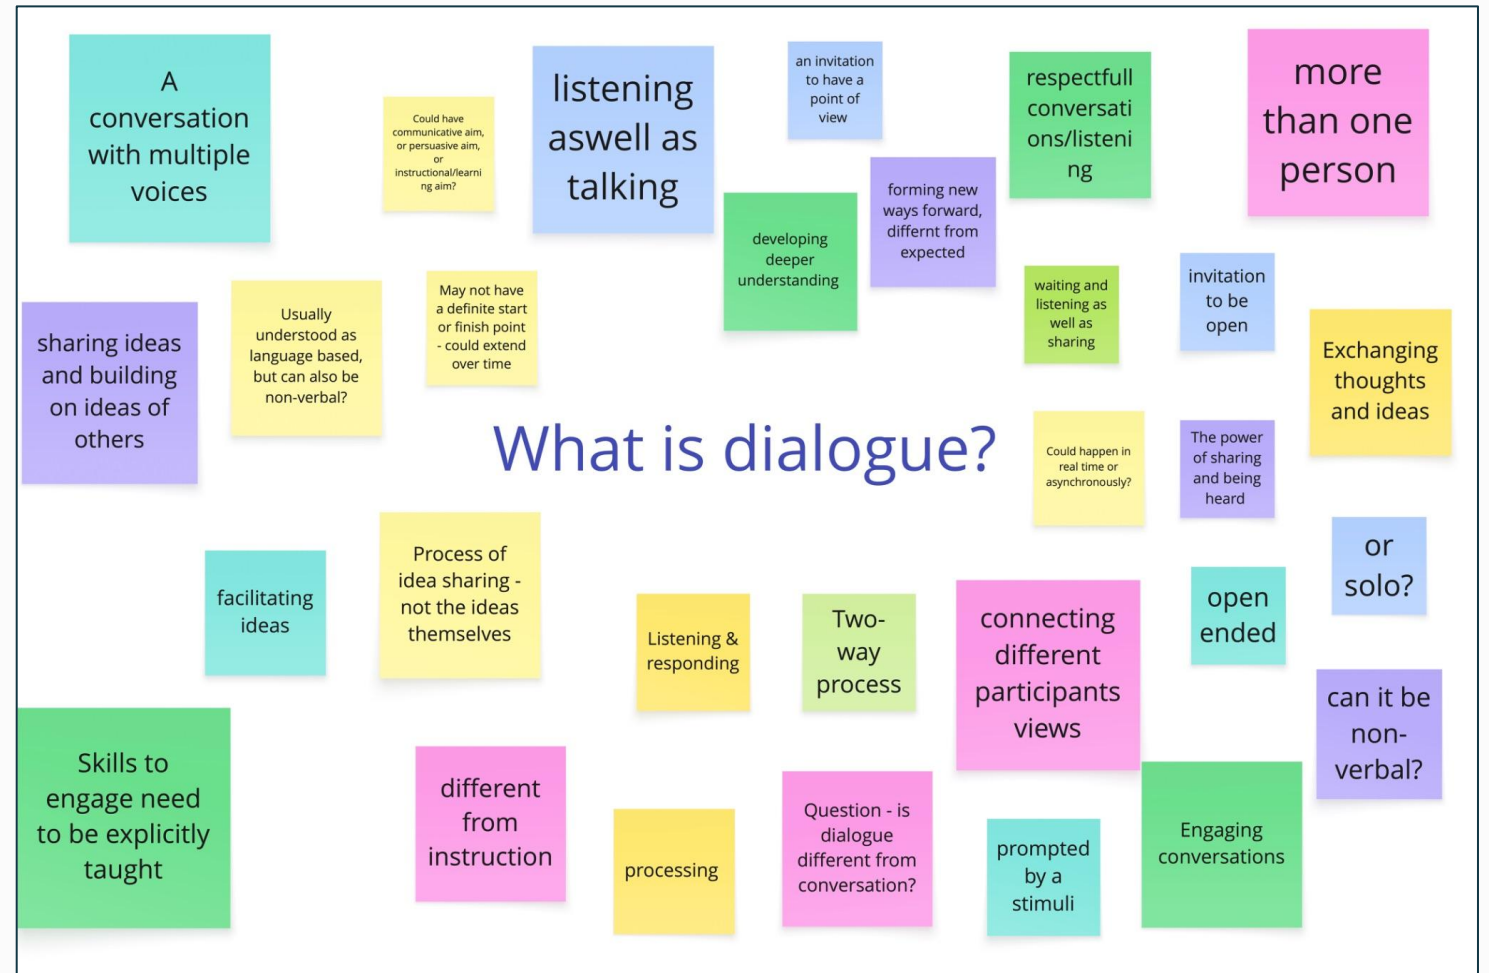 A
conversation
with multiple
voices
Could have
communicative aim,
or persuasive aim,
or
instructional/learni
ng aim?
listening
aswell as
talking
an invitation
to have a
point of
view
respectfull
conversati
ons/listeni
ng
more
than one
person
developing
deeper
understanding
forming new
ways forward,
differnt from
expected
waiting and
listening as
well as
sharing
invitation
to be
open
sharing ideas
and building
on ideas of
others
Usually
understood as
language based,
but can also be
non-verbal?
May not have
a definite start
or finish point
- could extend
over time
Exchanging
thoughts
and ideas
What is dialogue?
Could happen in
real time or
asynchronously?
The power
of sharing
and being
heard
facilitating
ideas
Process of
idea sharing -
not the ideas
themselves
Listening &
responding
Two-
way
process
connecting
different
participants
views
open
ended
or
solo?
can it be
non-
verbal?
Skills to
engage need
to be explicitly
taught
different
from
instruction
processing
Question - is
dialogue
different from
conversation?
prompted
by a
stimuli
Engaging
conversations